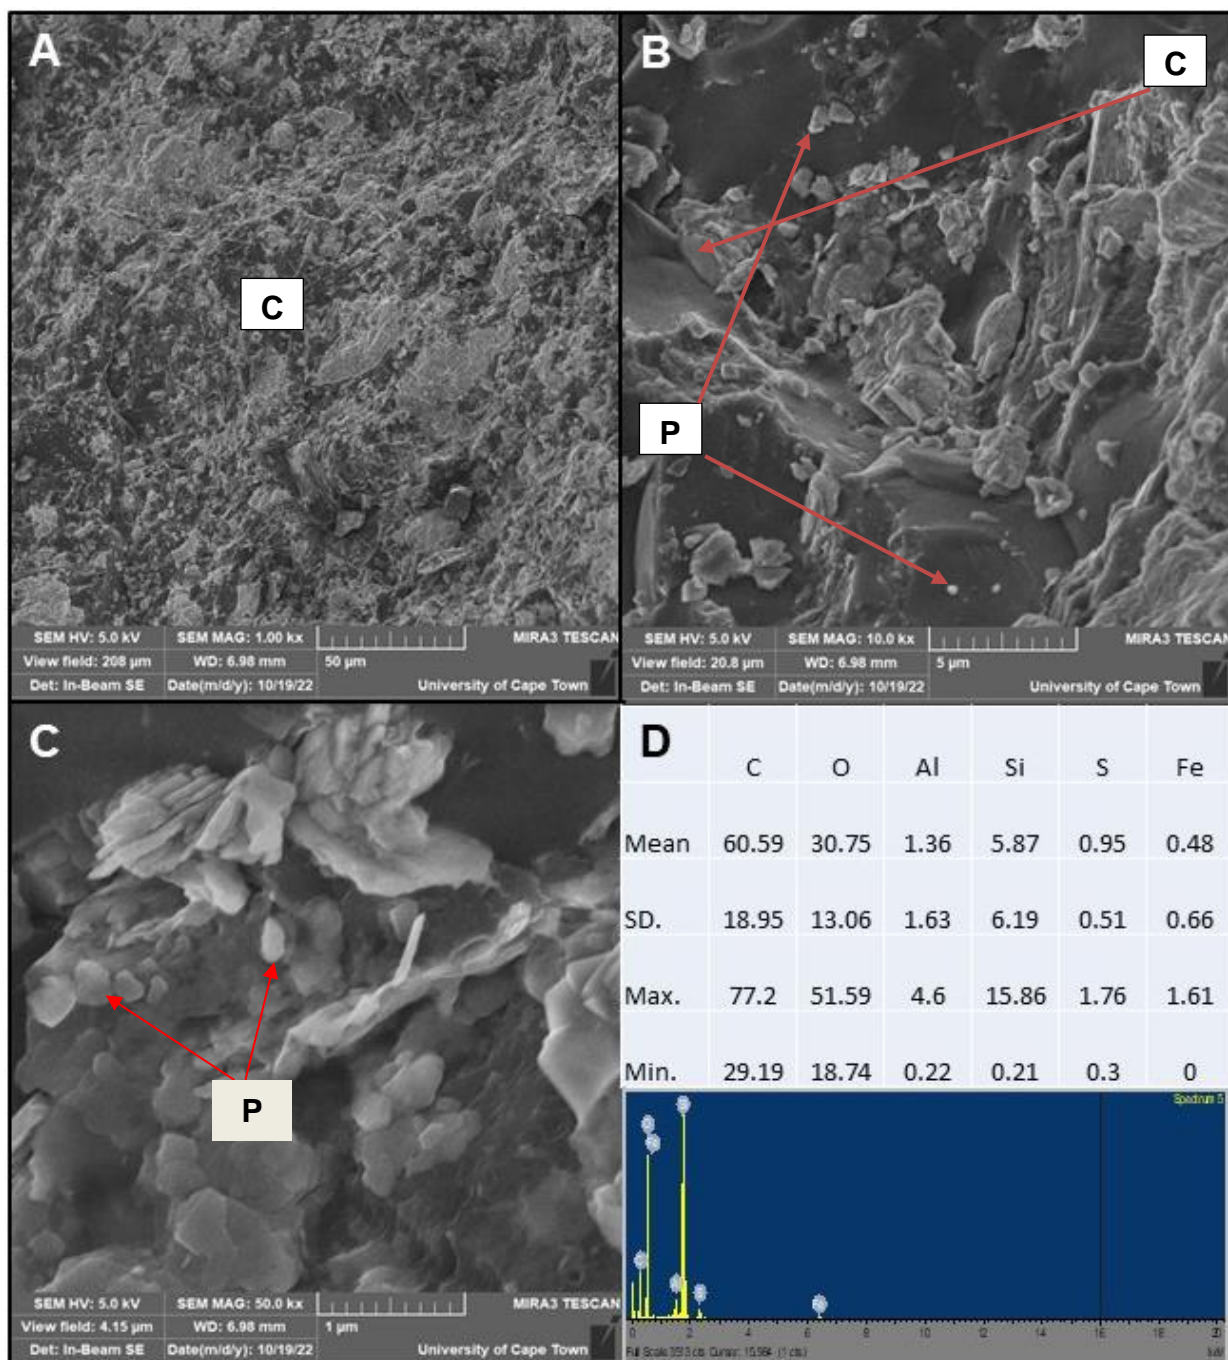 A
C
SEM HV: 5.0 kV SEM MAG: 1.00 kx MIRA3 TESCAN
View field: 208 µm WD: 6.98 mm 50 µm
Det: In-Beam SE Date(m/d/y): 10/19/22 University of Cape Town
B
C
P
SEM HV: 5.0 kV SEM MAG: 10.0 kx MIRA3 TESCAN
View field: 20.8 µm WD: 6.98 mm 5 µm
Det: In-Beam SE Date(m/d/y): 10/19/22 University of Cape Town
C
P
SEM HV: 5.0 kV SEM MAG: 50.0 kx MIRA3 TESCAN
View field: 4.15 µm WD: 6.98 mm 1 µm
Det: In-Beam SE Date(m/d/y): 10/19/22 University of Cape Town
D
C O Al Si S Fe
Mean 60.59 30.75 1.36 5.87 0.95 0.48
SD. 18.95 13.06 1.63 6.19 0.51 0.66
Max. 77.2 51.59 4.6 15.86 1.76 1.61
Min. 29.19 18.74 0.22 0.21 0.3 0
Spectrum 5
0 2 4 6 8 10 12 14 16 18 20
Full Scale cts Cursor: (1 cts) keV